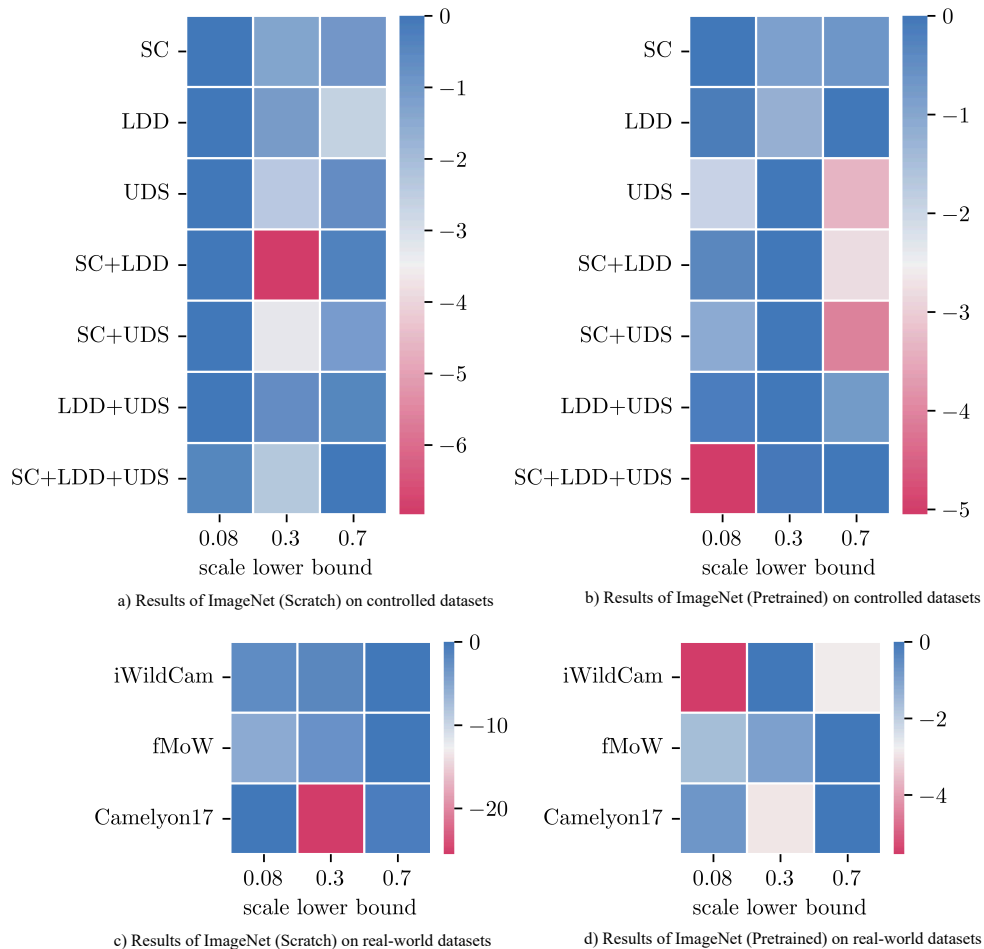 SC
LDD
UDS
SC+LDD
SC+UDS
LDD+UDS
SC+LDD+UDS
0.08 0.3 0.7
scale lower bound
0
−1
−2
−3
−4
−5
−6
a) Results of ImageNet (Scratch) on controlled datasets
SC
LDD
UDS
SC+LDD
SC+UDS
LDD+UDS
SC+LDD+UDS
0.08 0.3 0.7
scale lower bound
0
−1
−2
−3
−4
−5
b) Results of ImageNet (Pretrained) on controlled datasets
iWildCam
fMoW
Camelyon17
0.08 0.3 0.7
scale lower bound
0
−10
−20
c) Results of ImageNet (Scratch) on real-world datasets
iWildCam
fMoW
Camelyon17
0.08 0.3 0.7
scale lower bound
0
−2
−4
d) Results of ImageNet (Pretrained) on real-world datasets